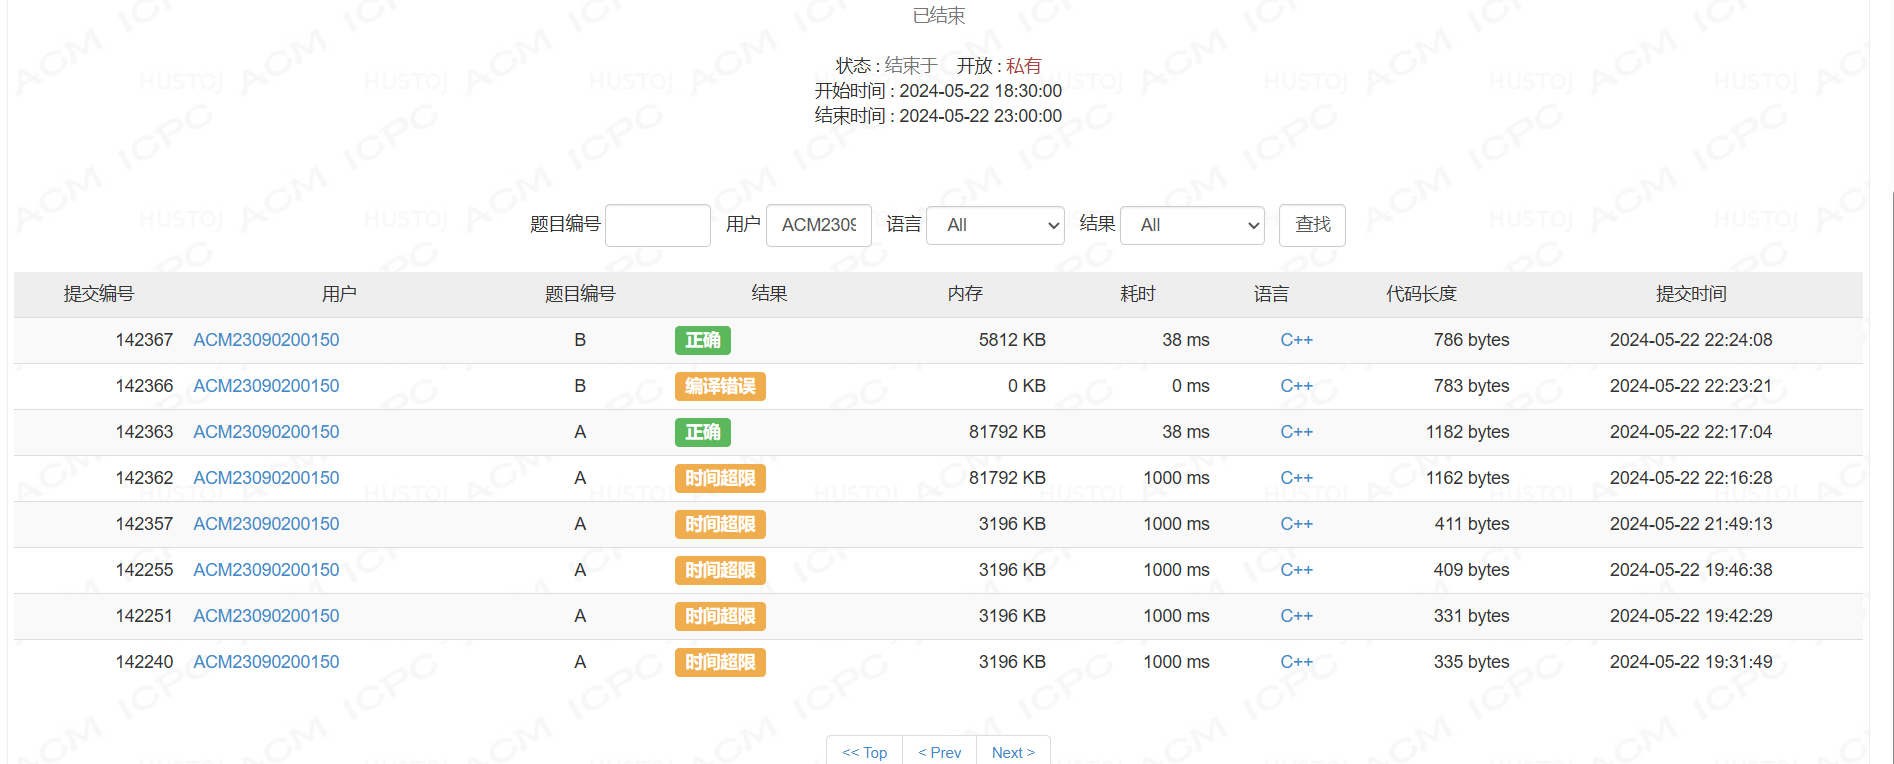 已结束
状态 : 结束于 开放 : 私有
开始时间 : 2024-05-22 18:30:00
结束时间 : 2024-05-22 23:00:00
题目编号 用户 ACM2309 语言 All 结果 All 查找
提交编号 用户 题目编号 结果 内存 耗时 语言 代码长度 提交时间
142367 ACM23090200150 B 正确 5812 KB 38 ms C++ 786 bytes 2024-05-22 22:24:08
142366 ACM23090200150 B 编译错误 0 KB 0 ms C++ 783 bytes 2024-05-22 22:23:21
142363 ACM23090200150 A 正确 81792 KB 38 ms C++ 1182 bytes 2024-05-22 22:17:04
142362 ACM23090200150 A 时间超限 81792 KB 1000 ms C++ 1162 bytes 2024-05-22 22:16:28
142357 ACM23090200150 A 时间超限 3196 KB 1000 ms C++ 411 bytes 2024-05-22 21:49:13
142255 ACM23090200150 A 时间超限 3196 KB 1000 ms C++ 409 bytes 2024-05-22 19:46:38
142251 ACM23090200150 A 时间超限 3196 KB 1000 ms C++ 331 bytes 2024-05-22 19:42:29
142240 ACM23090200150 A 时间超限 3196 KB 1000 ms C++ 335 bytes 2024-05-22 19:31:49
<< Top < Prev Next >
ACM ICPC HUSTOJ